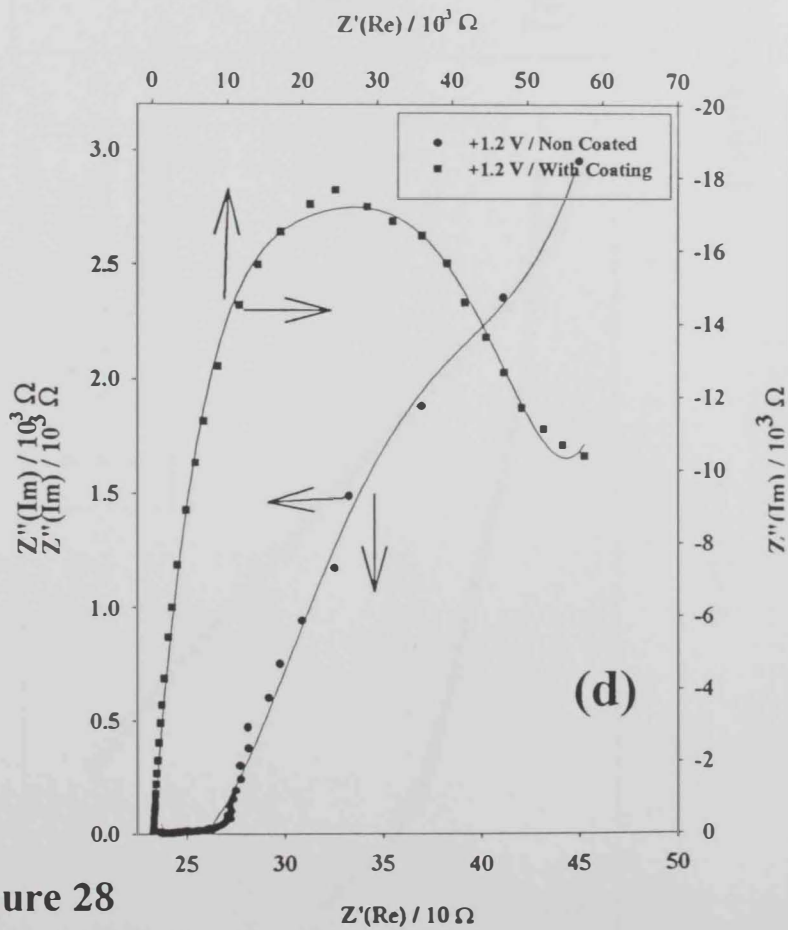 Z'(Re) / 10³ Ω
0 10 20 30 40 50 60 70
+1.2 V / Non Coated
+1.2 V / With Coating
3.0
2.5
2.0
1.5
1.0
0.5
0.0
Z"(Im) / 10³ Ω
Z"(Im) / 10³ Ω
-20
-18
-16
-14
-12
-10
-8
-6
-4
-2
0
Z"(Im) / 10³ Ω
(d)
25 30 35 40 45 50
Z'(Re) / 10 Ω
ure 28